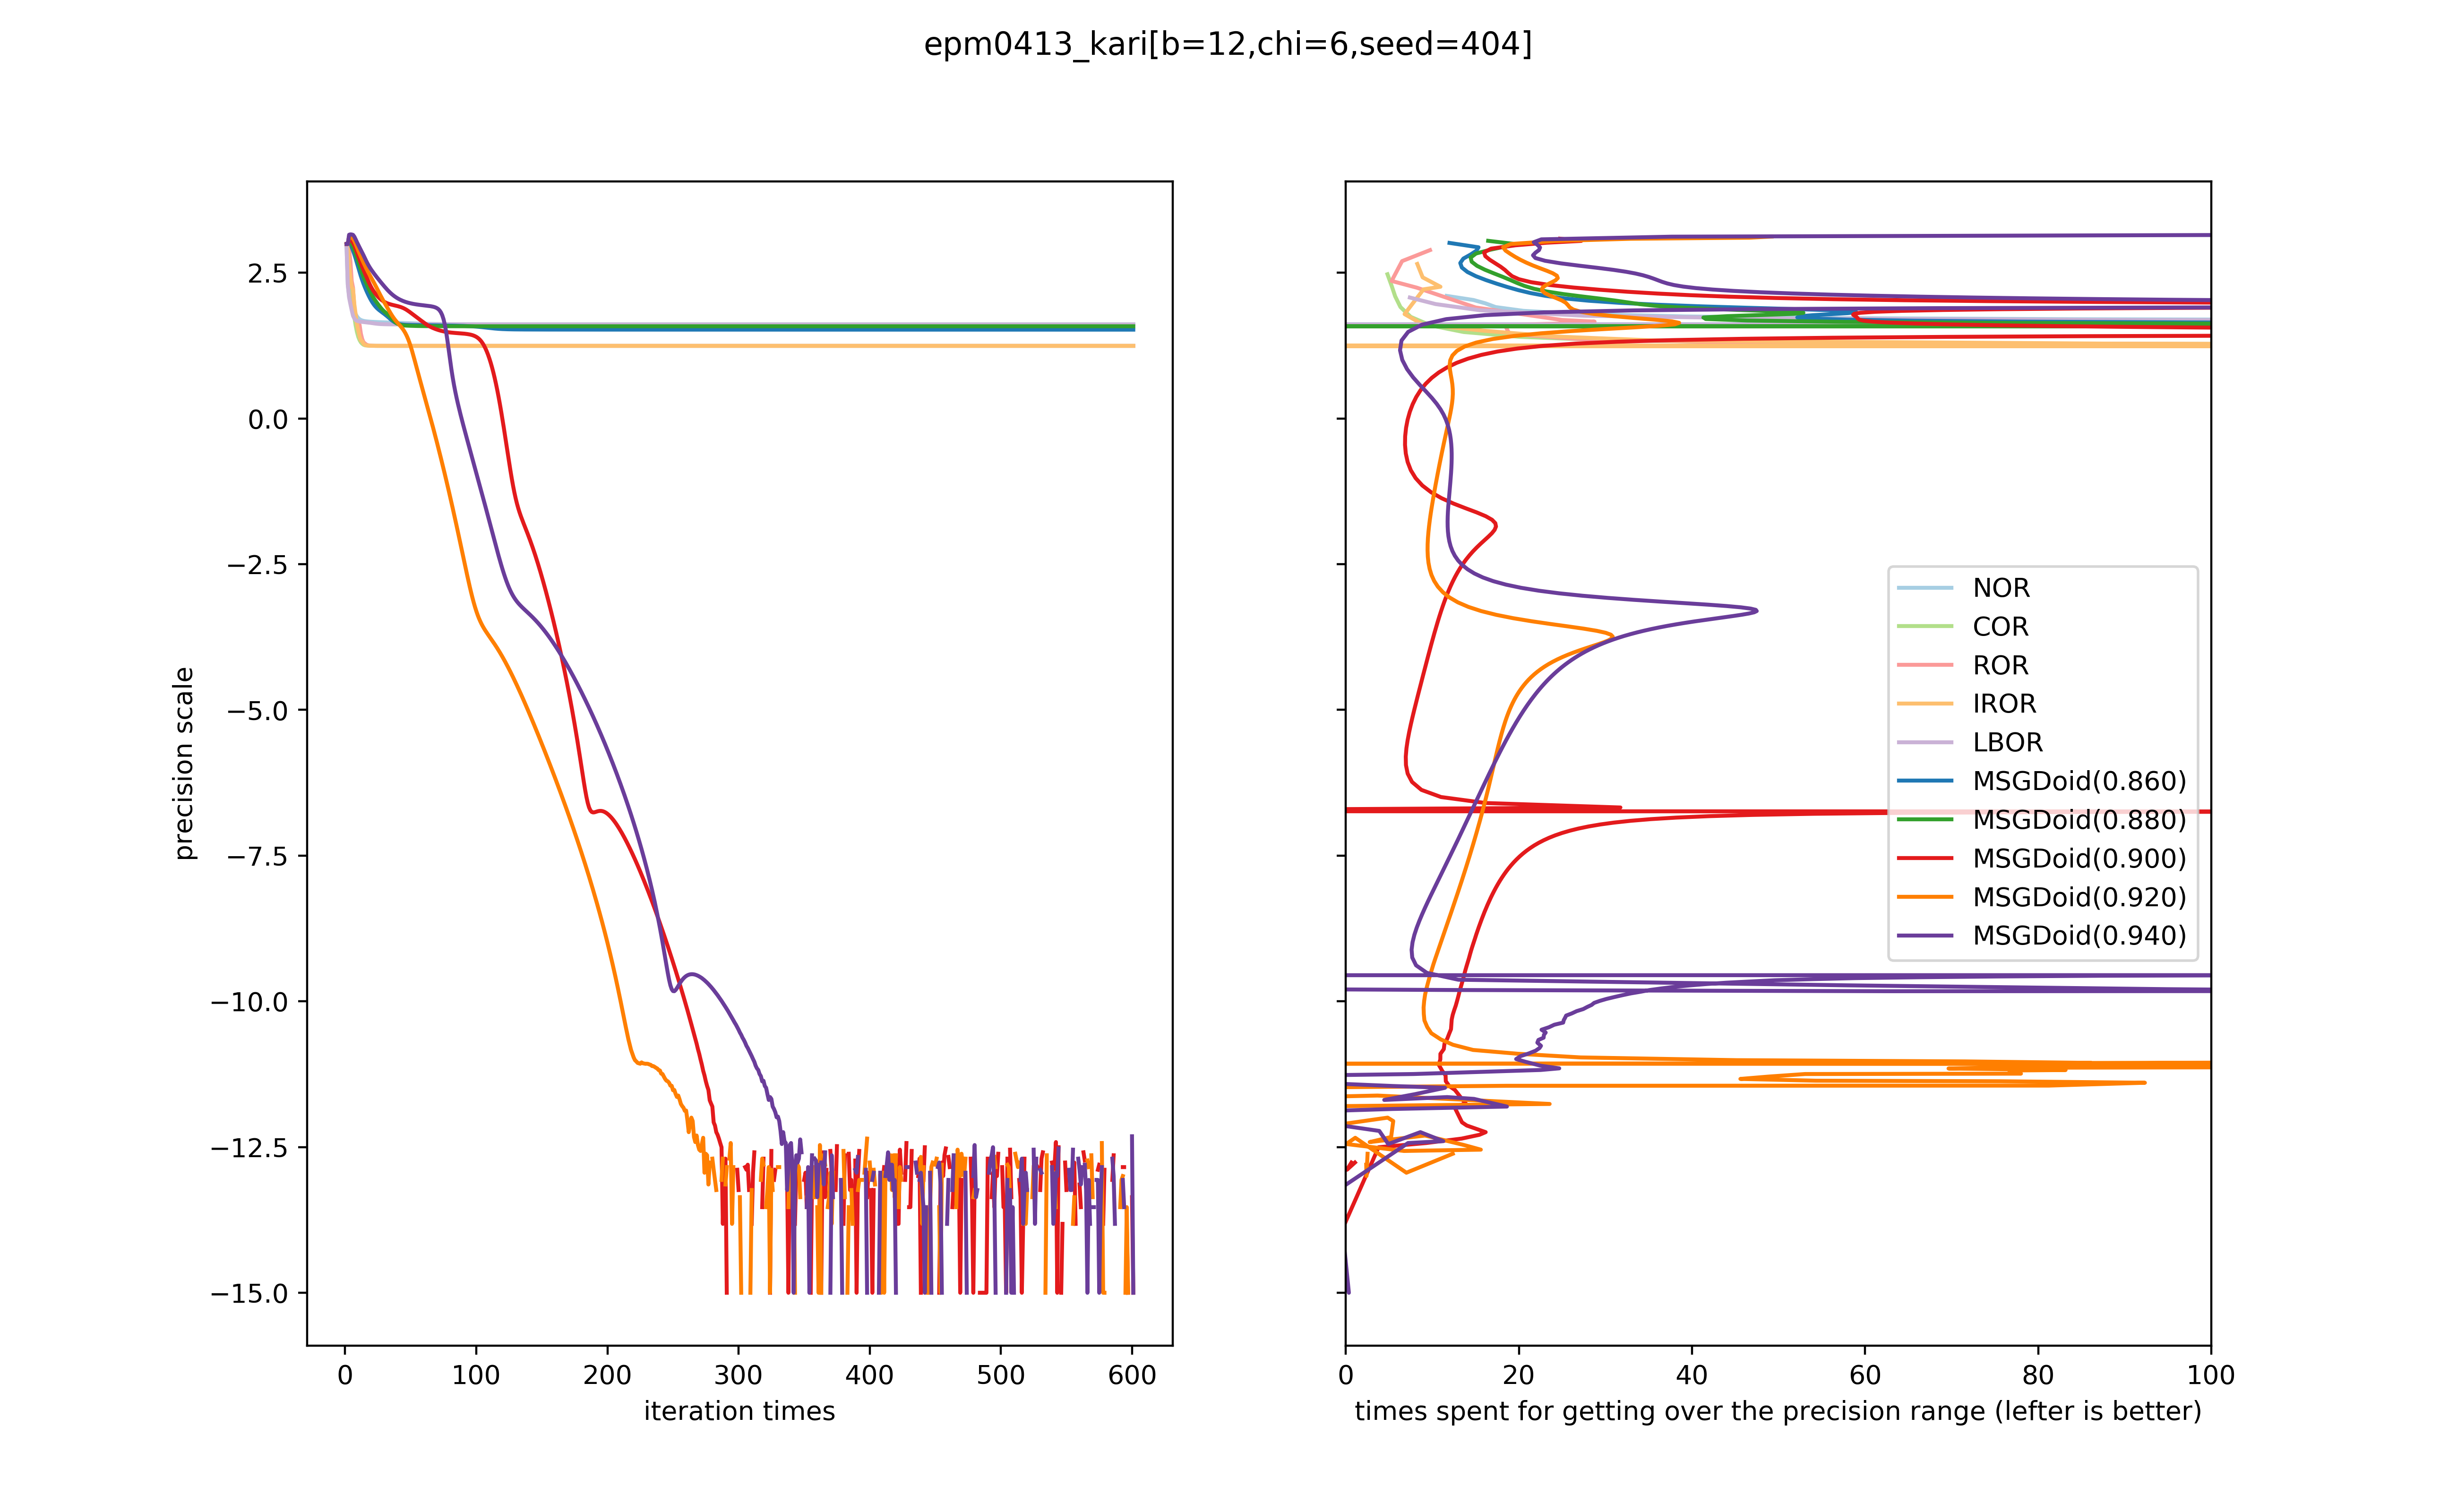 epm0413_kari[b=12,chi=6,seed=404]
precision scale
2.5
0.0
−2.5
−5.0
−7.5
−10.0
−12.5
−15.0
0 100 200 300 400 500 600
iteration times
NOR
COR
ROR
IROR
LBOR
MSGDoid(0.860)
MSGDoid(0.880)
MSGDoid(0.900)
MSGDoid(0.920)
MSGDoid(0.940)
0 20 40 60 80 100
times spent for getting over the precision range (lefter is better)